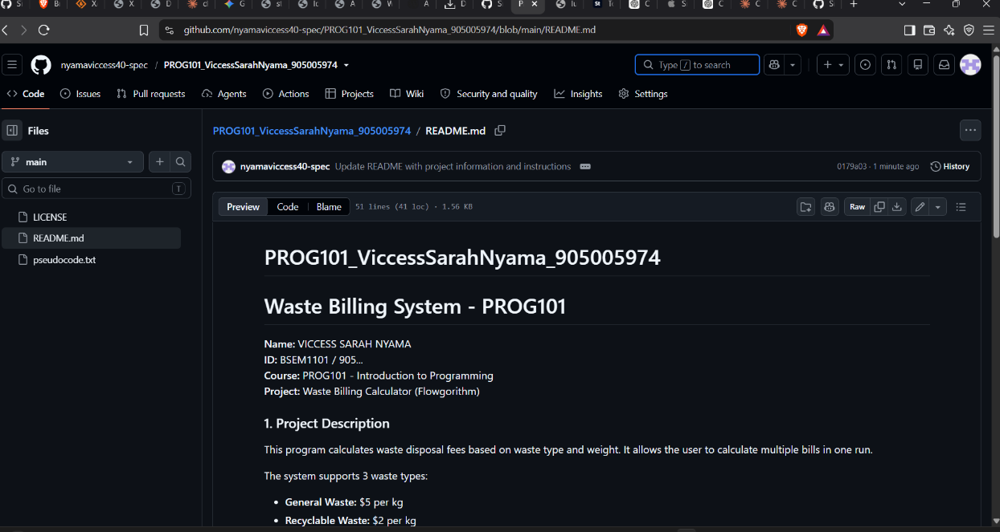 github.com/nyamaviccess40-spec/PROG101_ViccessSarahNyama_905005974/blob/main/README.md
nyamaviccess40-spec / PROG101_ViccessSarahNyama_905005974
Type / to search
Code Issues Pull requests Agents Actions Projects Wiki Security and quality Insights Settings
Files
main
Go to file T
LICENSE
README.md
pseudocode.txt
PROG101_ViccessSarahNyama_905005974 / README.md
nyamaviccess40-spec Update README with project information and instructions
0179a03 · 1 minute ago History
Preview Code Blame 51 lines (41 loc) · 1.56 KB
Raw
PROG101_ViccessSarahNyama_905005974
Waste Billing System - PROG101
Name: VICCESS SARAH NYAMA
ID: BSEM1101 / 905...
Course: PROG101 - Introduction to Programming
Project: Waste Billing Calculator (Flowgorithm)
1. Project Description
This program calculates waste disposal fees based on waste type and weight. It allows the user to calculate multiple bills in one run.
The system supports 3 waste types:
• General Waste: $5 per kg
• Recyclable Waste: $2 per kg